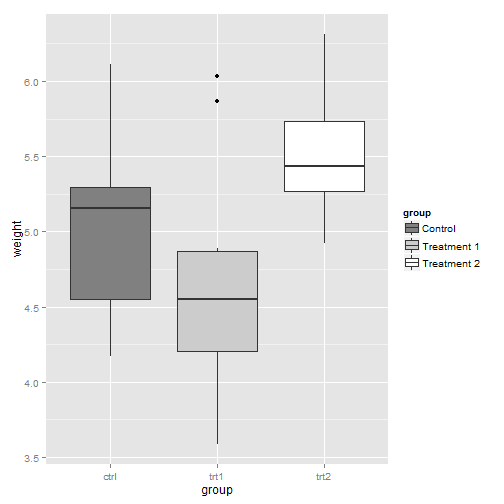 6.0
5.5
5.0
4.5
4.0
3.5
weight
ctrl
trt1
trt2
group
group
Control
Treatment 1
Treatment 2